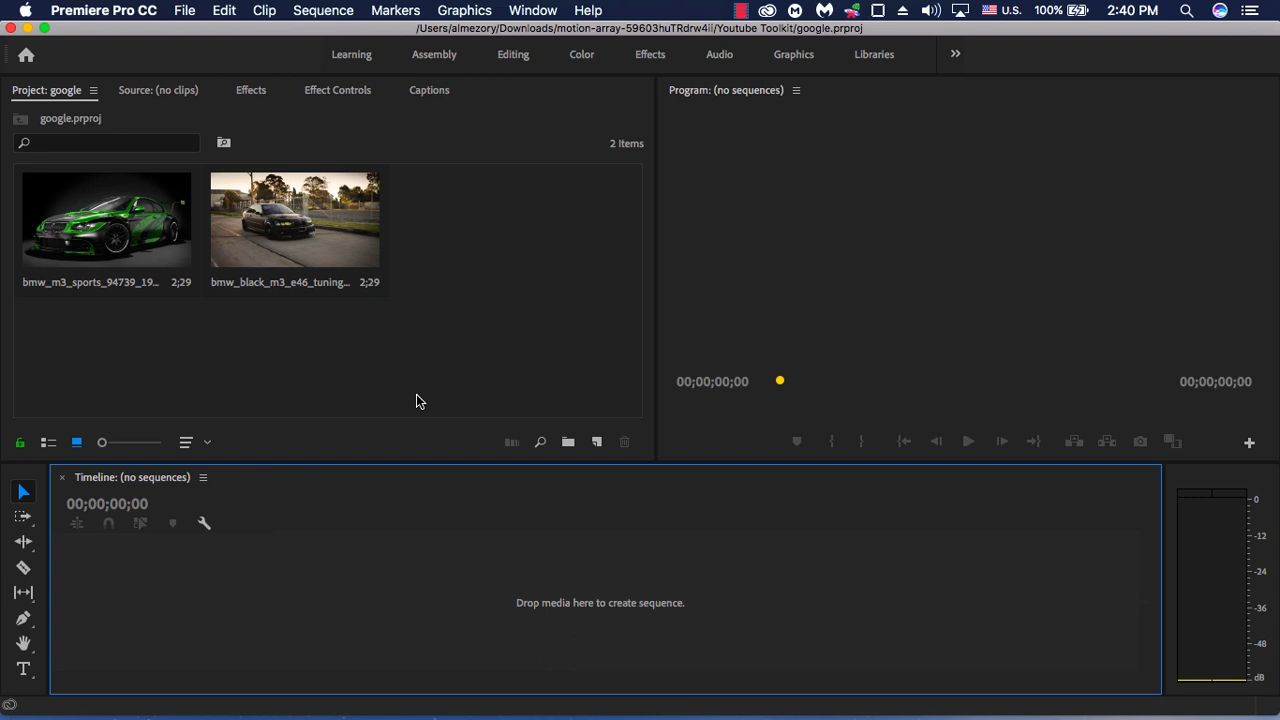 Premiere Pro CC File Edit Clip Sequence Markers Graphics Window Help U.S. 100% 2:40 PM
/Users/almezory/Downloads/motion-array-59603huTRdrw4iI/Youtube Toolkit/google.prproj
Learning Assembly Editing Color Effects Audio Graphics Libraries
Project: google Source: (no clips) Effects Effect Controls Captions Program: (no sequences)
google.prproj
2 Items
bmw_m3_sports_94739_19... 2;29 bmw_black_m3_e46_tuning... 2;29
00;00;00;00 00;00;00;00
Timeline: (no sequences)
00;00;00;00
Drop media here to create sequence.
0
-12
-24
-36
-48
dB